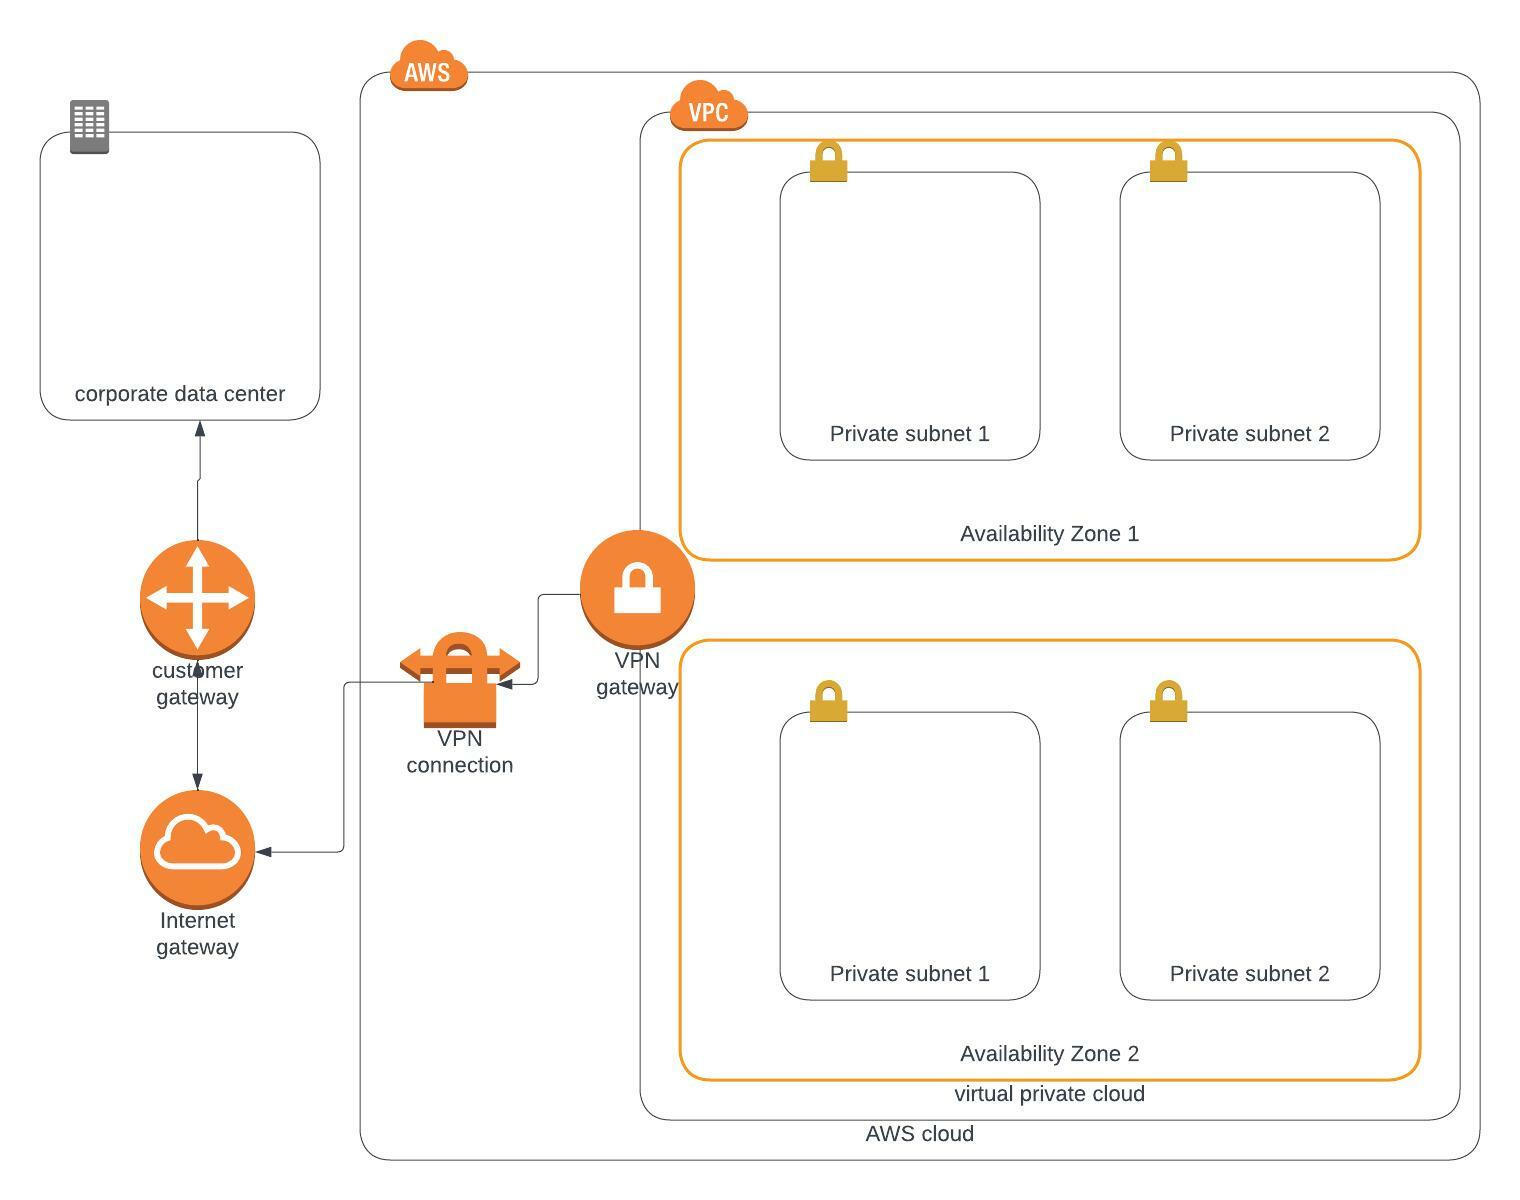 AWS
VPC
corporate data center
Private subnet 1
Private subnet 2
Availability Zone 1
customer
gateway
VPN
gateway
VPN
connection
Internet
gateway
Private subnet 1
Private subnet 2
Availability Zone 2
virtual private cloud
AWS cloud